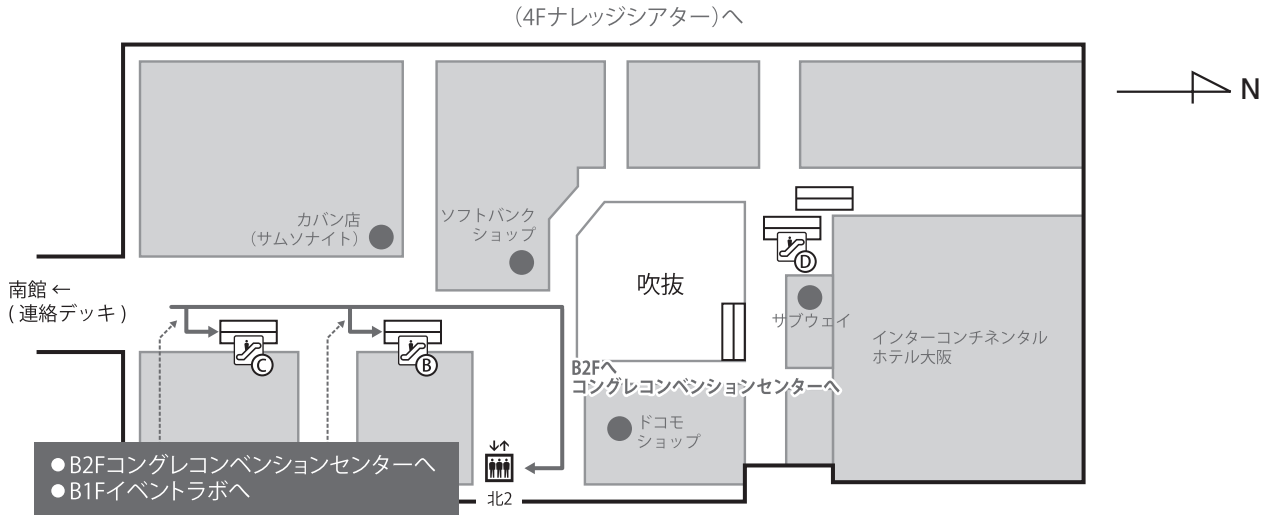 (4Fナレッジシアター)へ
N
カバン店
(サムソナイト)
ソフトバンク
ショップ
D
吹抜
南館 ←
(連絡デッキ)
サブウェイ
インターコンチネンタル
ホテル大阪
C
B
B2Fへ
コングレコンベンションセンターへ
ドコモ
ショップ
●B2Fコングレコンベンションセンターへ
●B1Fイベントラボへ
北2